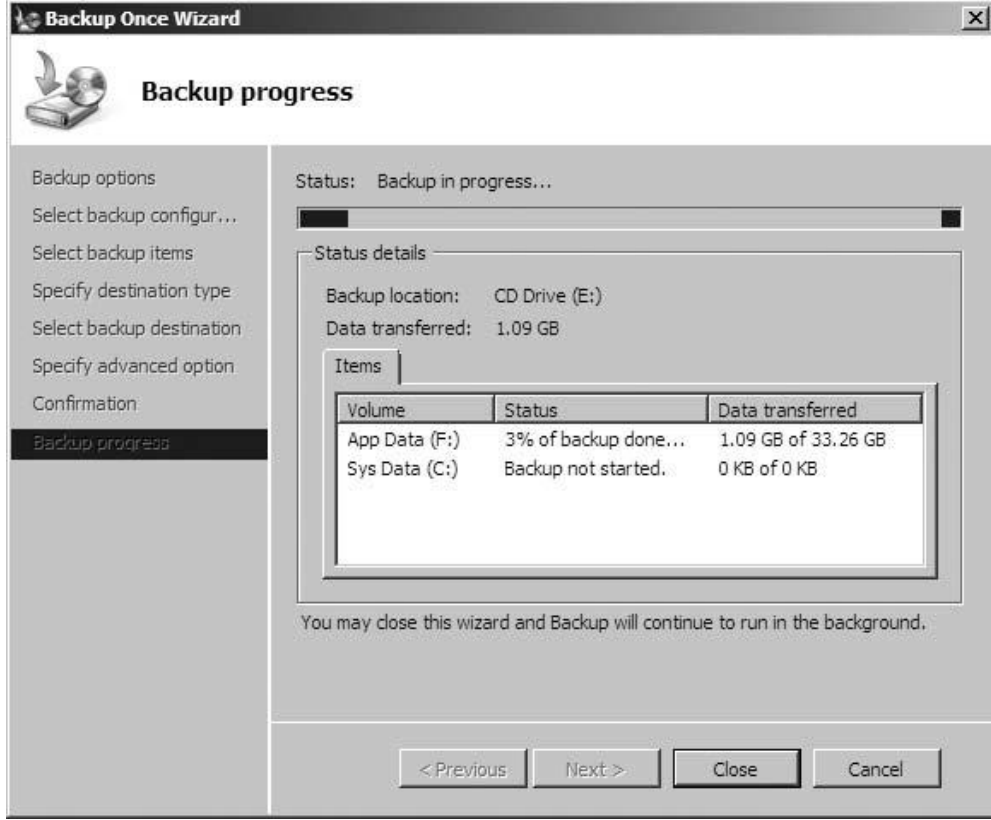 Backup Once Wizard
Backup progress
Backup options
Select backup configur...
Select backup items
Specify destination type
Select backup destination
Specify advanced option
Confirmation
Backup progress
Status: Backup in progress...
Status details
Backup location: CD Drive (E:)
Data transferred: 1.09 GB
Items
Volume Status Data transferred
App Data (F:) 3% of backup done... 1.09 GB of 33.26 GB
Sys Data (C:) Backup not started. 0 KB of 0 KB
You may close this wizard and Backup will continue to run in the background.
< Previous Next > Close Cancel